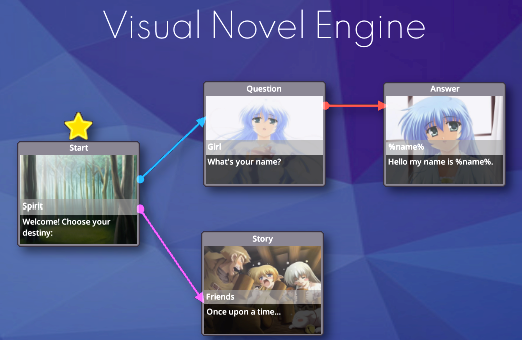 Visual Novel Engine
Start
Spirit
Welcome! Choose your
destiny:
Question
Girl
What's your name?
Answer
%name%
Hello my name is %name%.
Story
Friends
Once upon a time...